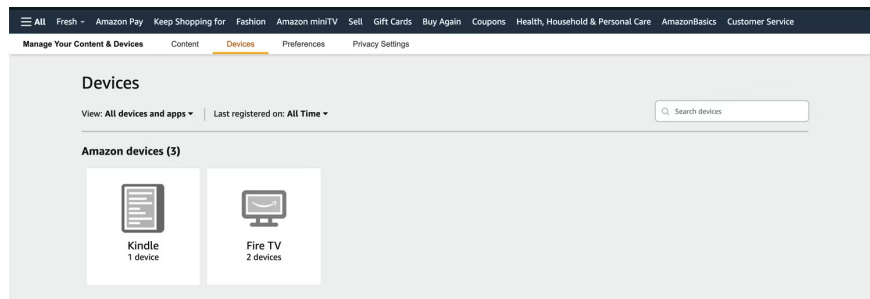 All Fresh Amazon Pay Keep Shopping for Fashion Amazon miniTV Sell Gift Cards Buy Again Coupons Health, Household & Personal Care AmazonBasics Customer Service
Manage Your Content & Devices Content Devices Preferences Privacy Settings
Devices
View: All devices and apps Last registered on: All Time Search devices
Amazon devices (3)
Kindle Fire TV
1 device 2 devices